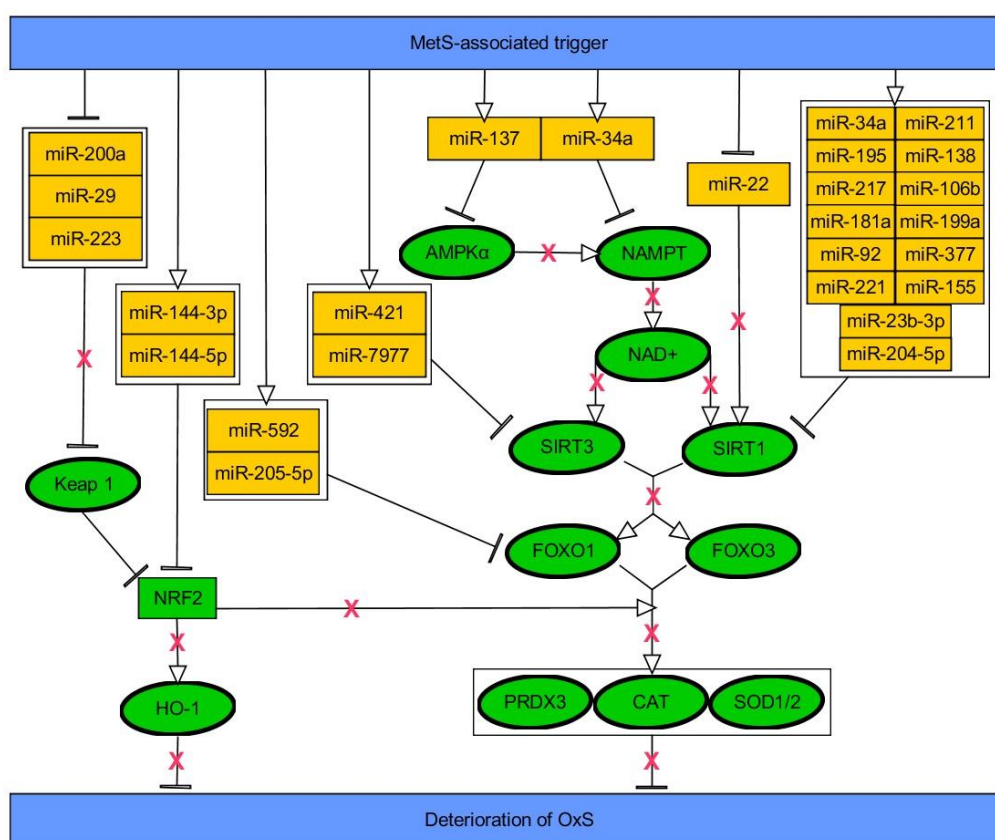 MetS-associated trigger
miR-200a
miR-29
miR-223
miR-144-3p
miR-144-5p
miR-592
miR-205-5p
miR-421
miR-7977
miR-137
miR-34a
miR-22
miR-34a
miR-211
miR-195
miR-138
miR-217
miR-106b
miR-181a
miR-199a
miR-92
miR-377
miR-221
miR-155
miR-23b-3p
miR-204-5p
AMPKα
X
NAMPT
X
NAD+
X
X
X
X
SIRT3
SIRT1
Keap 1
X
FOXO1
FOXO3
NRF2
X
X
X
HO-1
PRDX3
CAT
SOD1/2
X
X
Deterioration of OxS